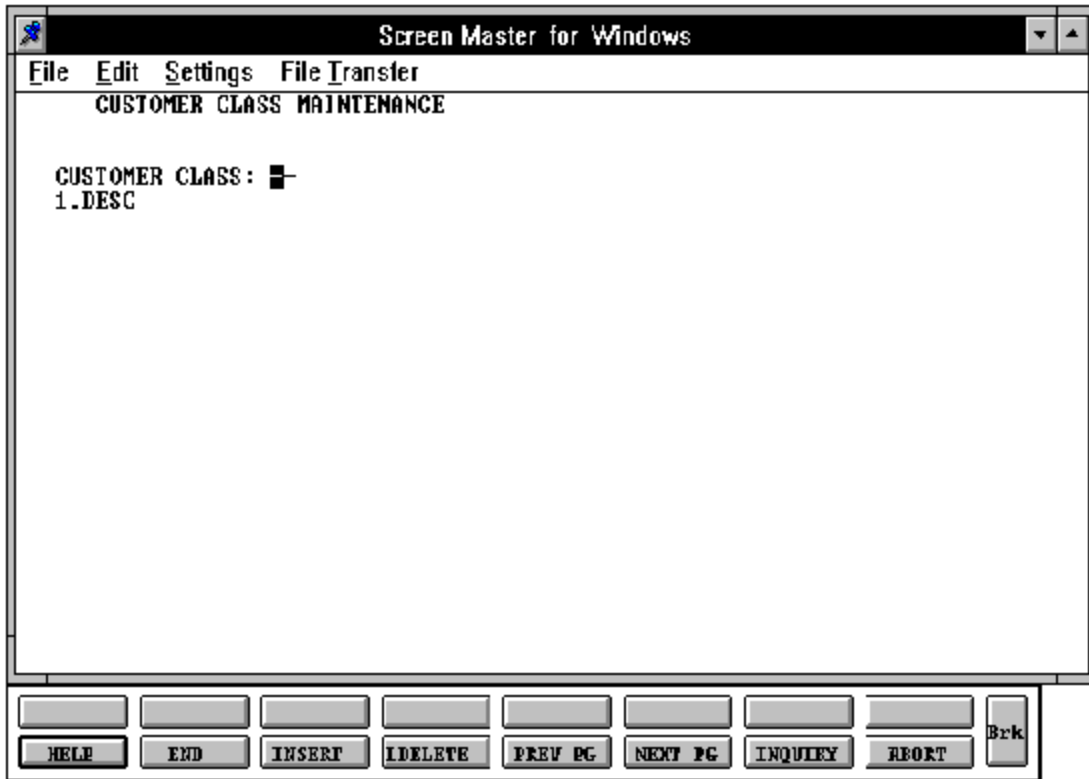 Screen Master for Windows
File Edit Settings File Transfer
CUSTOMER CLASS MAINTENANCE
CUSTOMER CLASS:
1.DESC
Brk
HELP END INSERT IDELETE PREV PG NEXT PG INQUIRY ABORT